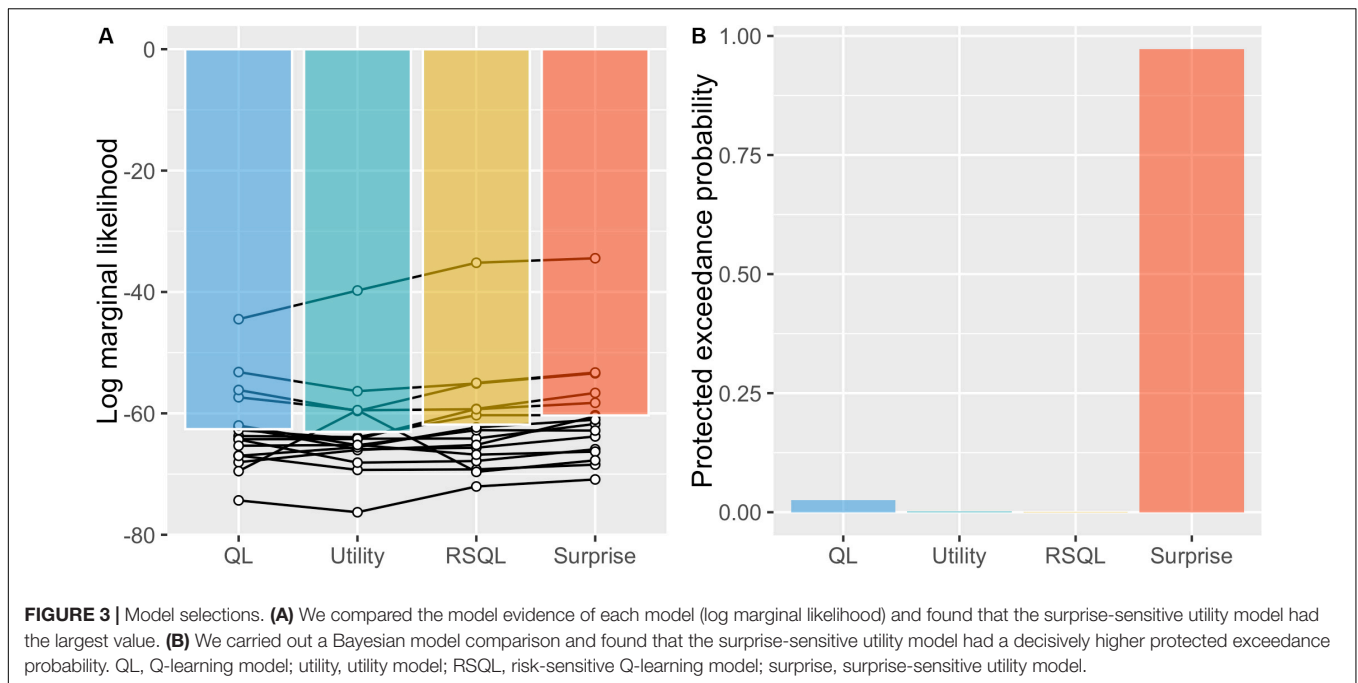 A
Log marginal likelihood
0
-20
-40
-60
-80
QL Utility RSQL Surprise
B
Protected exceedance probability
1.00
0.75
0.50
0.25
0.00
QL Utility RSQL Surprise
FIGURE 3 | Model selections. (A) We compared the model evidence of each model (log marginal likelihood) and found that the surprise-sensitive utility model had
the largest value. (B) We carried out a Bayesian model comparison and found that the surprise-sensitive utility model had a decisively higher protected exceedance
probability. QL, Q-learning model; utility, utility model; RSQL, risk-sensitive Q-learning model; surprise, surprise-sensitive utility model.